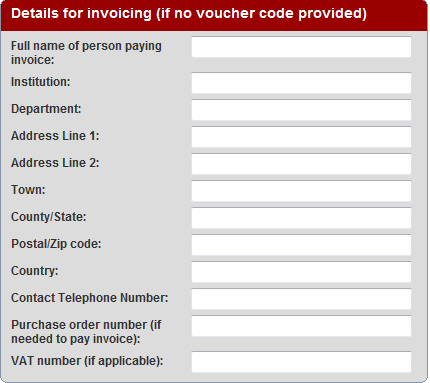 Details for invoicing (if no voucher code provided)
Full name of person paying
invoice:
Institution:
Department:
Address Line 1:
Address Line 2:
Town:
County/State:
Postal/Zip code:
Country:
Contact Telephone Number:
Purchase order number (if
needed to pay invoice):
VAT number (if applicable):